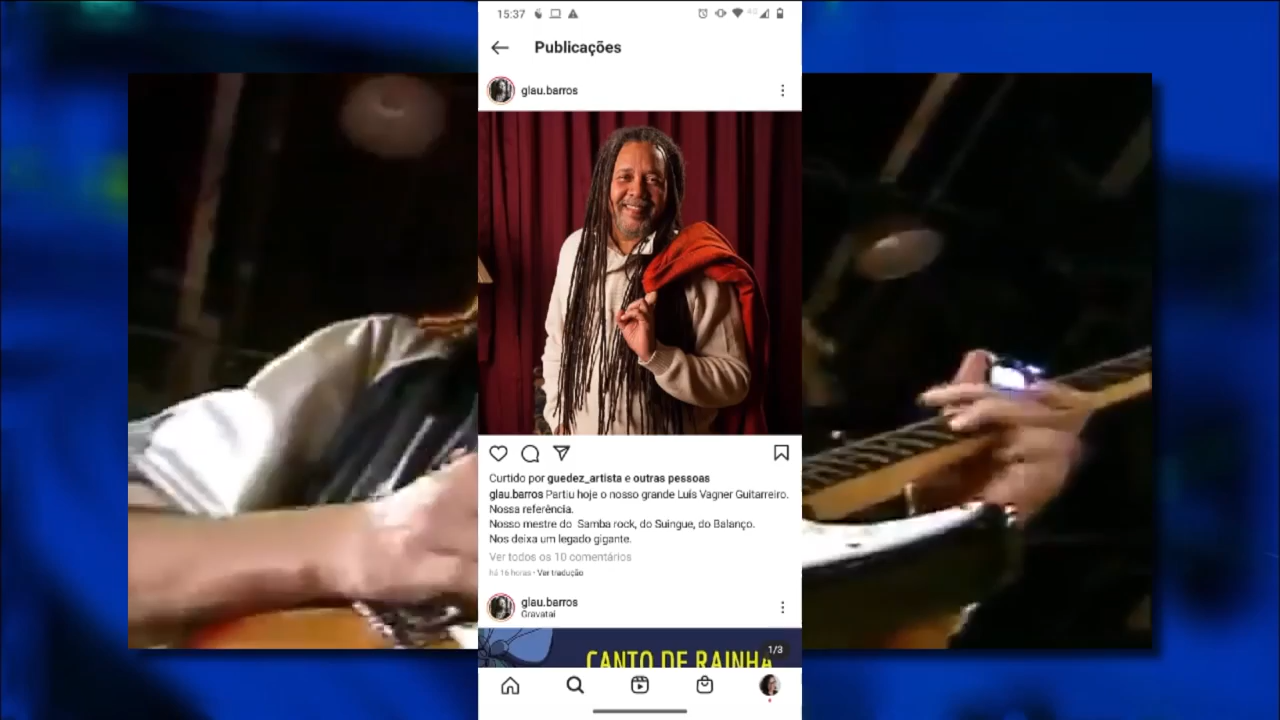 15:37
4G
Publicações
glau.barros
Curtido por guedez_artista e outras pessoas
glau.barros Partiu hoje o nosso grande Luis Vagner Guitarreiro.
Nossa referência.
Nosso mestre do Samba rock, do Suingue, do Balanço.
Nos deixa um legado gigante.
Ver todos os 10 comentários
há 16 horas · Ver tradução
glau.barros
Gravataí
1/3
CANTO DE RAINHA